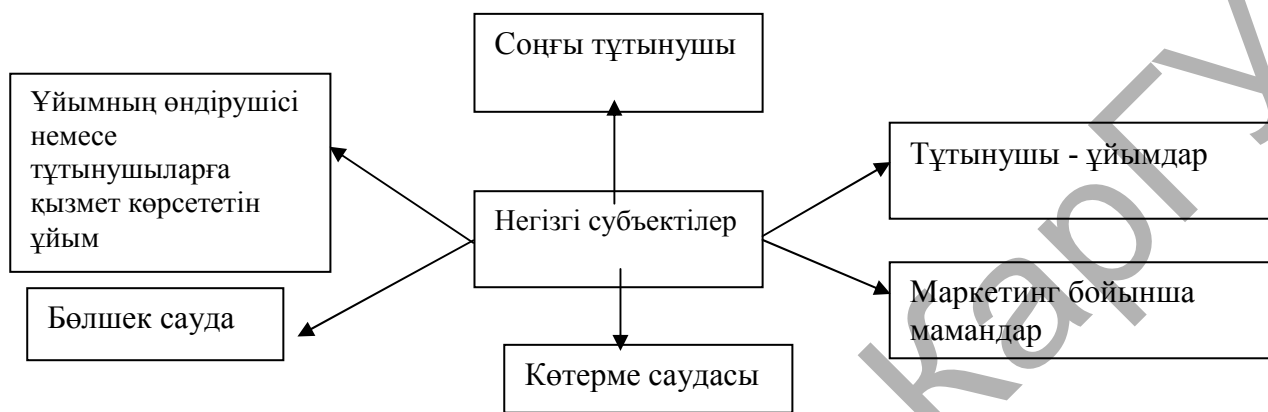 Соңғы тұтынушы
Ұйымның өндірушісі
немесе
тұтынушыларға
қызмет көрсететін
ұйым
Тұтынушы - ұйымдар
Негізгі субъектілер
Бөлшек сауда
Маркетинг бойынша
мамандар
Көтерме саудасы
КарГУ